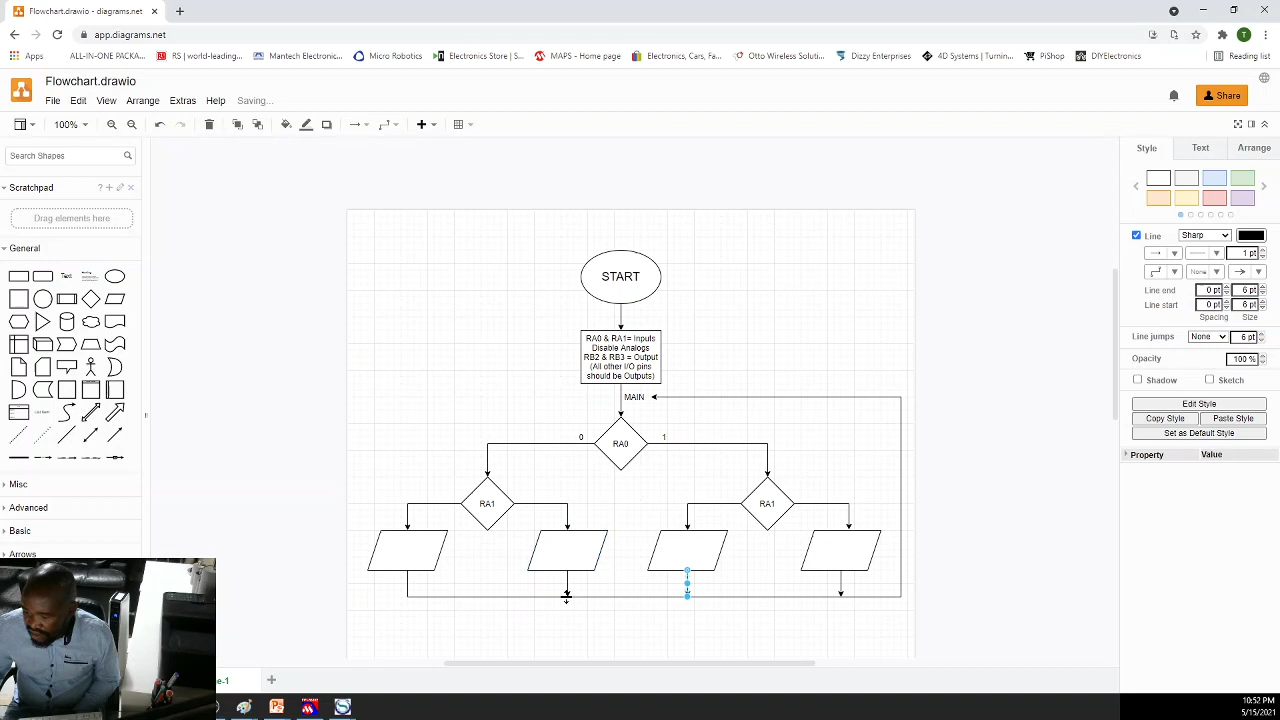 Flowchart.drawio - diagrams.net
app.diagrams.net
Apps
ALL-IN-ONE PACKA...
RS | world-leading...
Mantech Electronic...
Micro Robotics
Electronics Store | S...
MAPS - Home page
Electronics, Cars, Fa...
Otto Wireless Soluti...
Dizzy Enterprises
4D Systems | Turnin...
PiShop
DIYElectronics
Reading list
Flowchart.drawio
File Edit View Arrange Extras Help Saving...
Share
100%
Search Shapes
Scratchpad
Drag elements here
General
Text
Misc
Advanced
Basic
Arrows
START
RA0 & RA1= Inputs
Disable Analogs
RB2 & RB3 = Output
(All other I/O pins
should be Outputs)
MAIN
0
RA0
1
RA1
RA1
Style Text Arrange
Line Sharp
1 pt
None
Line end 0 pt 6 pt
Line start 0 pt 6 pt
Spacing Size
Line jumps None 6 pt
Opacity 100 %
Shadow Sketch
Edit Style
Copy Style Paste Style
Set as Default Style
Property Value
e-1
10:52 PM
5/15/2021